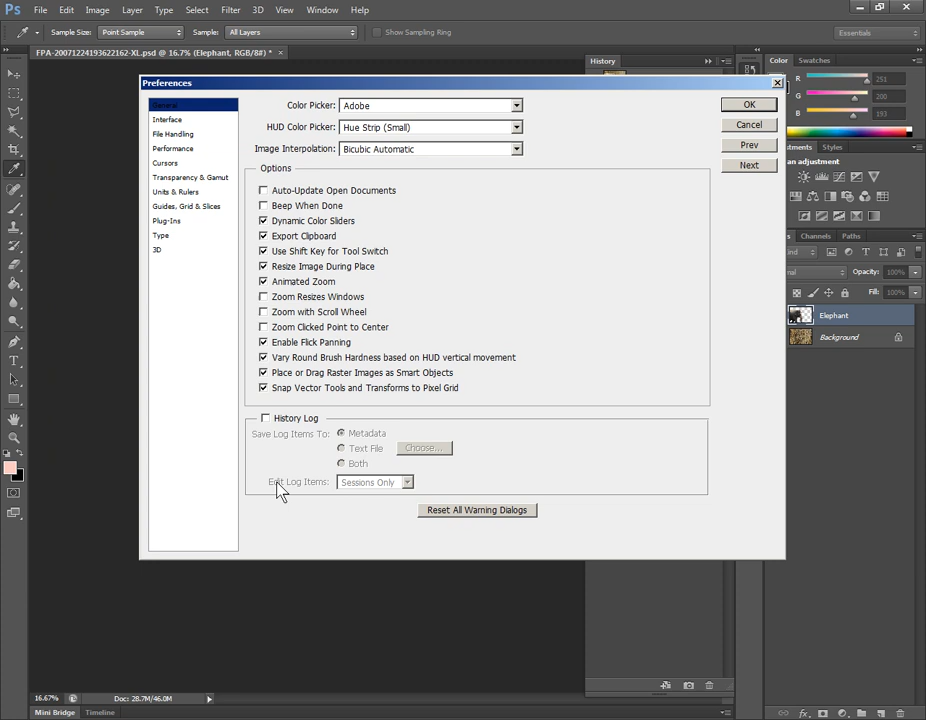 Ps File Edit Image Layer Type Select Filter 3D View Window Help
Sample Size: Point Sample Sample: All Layers Show Sampling Ring Essentials
FPA-20071224193622162-XL.psd @ 16.7% (Elephant, RGB/8#) * ×
History
Color Swatches
Preferences
General
Interface
File Handling
Performance
Cursors
Transparency & Gamut
Units & Rulers
Guides, Grid & Slices
Plug-Ins
Type
3D
Color Picker: Adobe
HUD Color Picker: Hue Strip (Small)
Image Interpolation: Bicubic Automatic
Options
Auto-Update Open Documents
Beep When Done
Dynamic Color Sliders
Export Clipboard
Use Shift Key for Tool Switch
Resize Image During Place
Animated Zoom
Zoom Resizes Windows
Zoom with Scroll Wheel
Zoom Clicked Point to Center
Enable Flick Panning
Vary Round Brush Hardness based on HUD vertical movement
Place or Drag Raster Images as Smart Objects
Snap Vector Tools and Transforms to Pixel Grid
History Log
Save Log Items To: Metadata
Text File Choose...
Both
Edit Log Items: Sessions Only
Reset All Warning Dialogs
OK
Cancel
Prev
Next
R 251
G 200
B 193
stments Styles
an adjustment
s Channels Paths
ind
mal Opacity: 100%
Fill: 100%
Elephant
Background
16.67% Doc: 28.7M/46.0M
Mini Bridge Timeline
fx